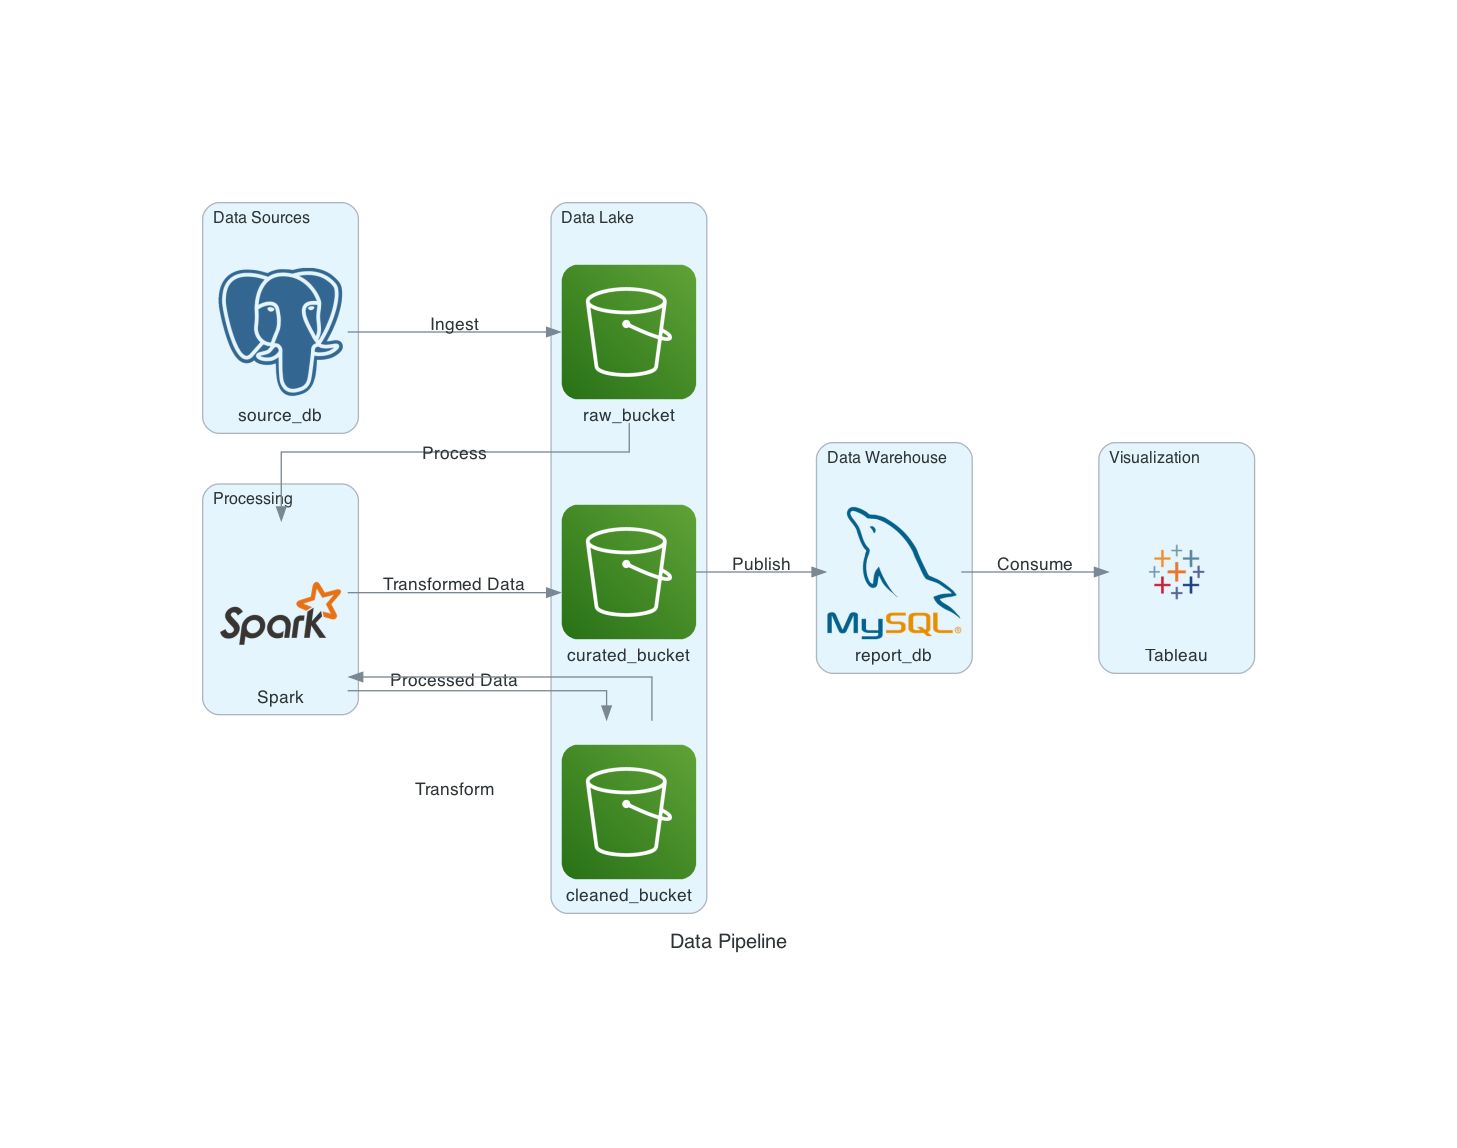 Data Sources
source_db
Ingest
Data Lake
raw_bucket
Process
Processing
Spark
Spark
Transformed Data
curated_bucket
Processed Data
Transform
cleaned_bucket
Publish
Data Warehouse
MySQL®
report_db
Consume
Visualization
Tableau
Data Pipeline